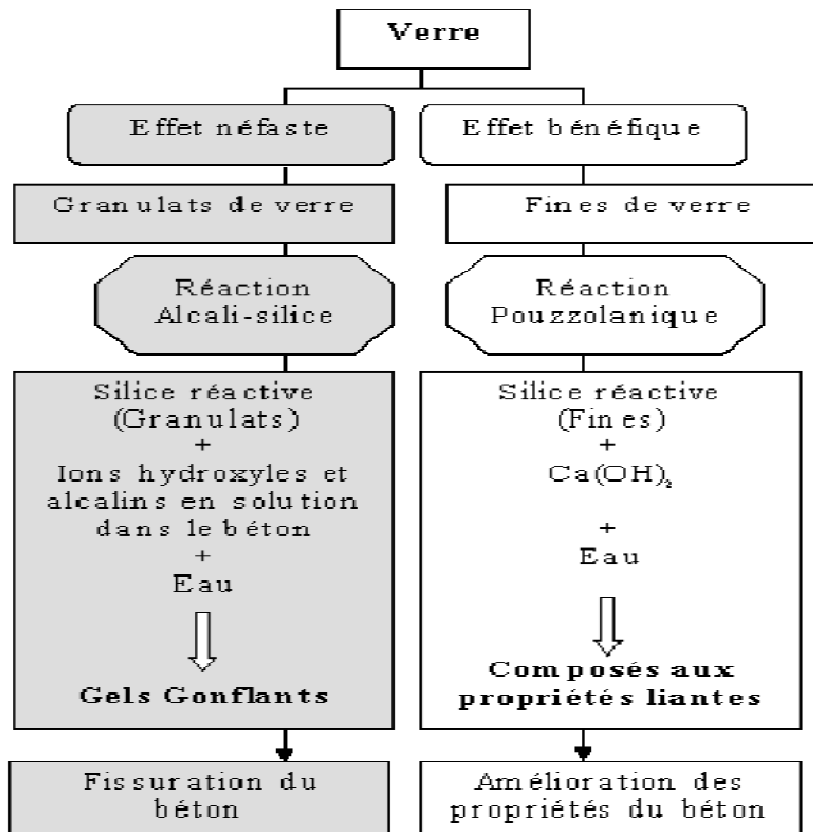 Verre
Effet néfaste
Effet bénéfique
Granulats de verre
Fines de verre
Réaction
Alcali-silice
Réaction
Pouzzolanique
Silice réactive
(Granulats)
+
Ions hydroxyles et
alcalins en solution
dans le béton
+
Eau
Gels Gonflants
Silice réactive
(Fines)
+
Ca(OH)₂
+
Eau
Composés aux
propriétés liantes
Fissuration du
béton
Amélioration des
propriétés du béton